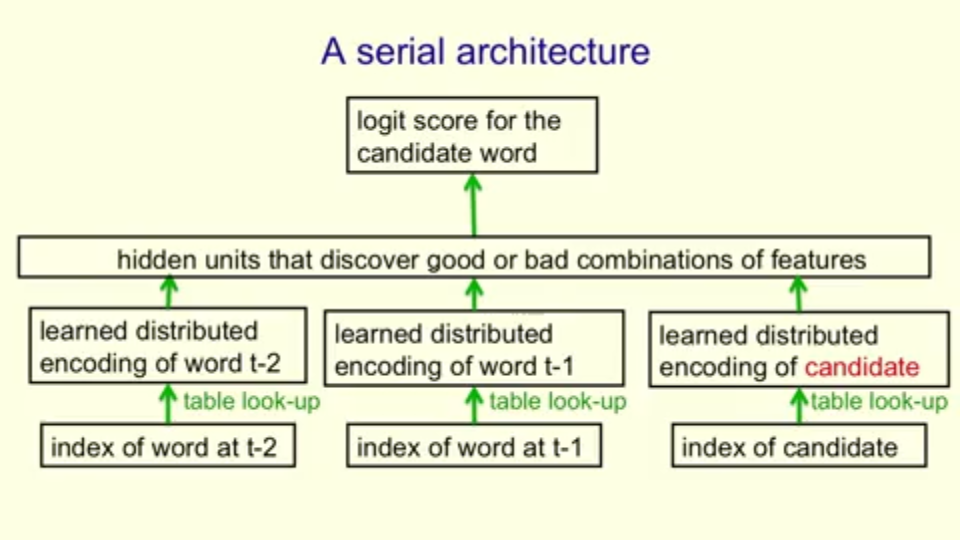 A serial architecture
logit score for the
candidate word
hidden units that discover good or bad combinations of features
learned distributed
encoding of word t-2
learned distributed
encoding of word t-1
learned distributed
encoding of candidate
table look-up
table look-up
table look-up
index of word at t-2
index of word at t-1
index of candidate